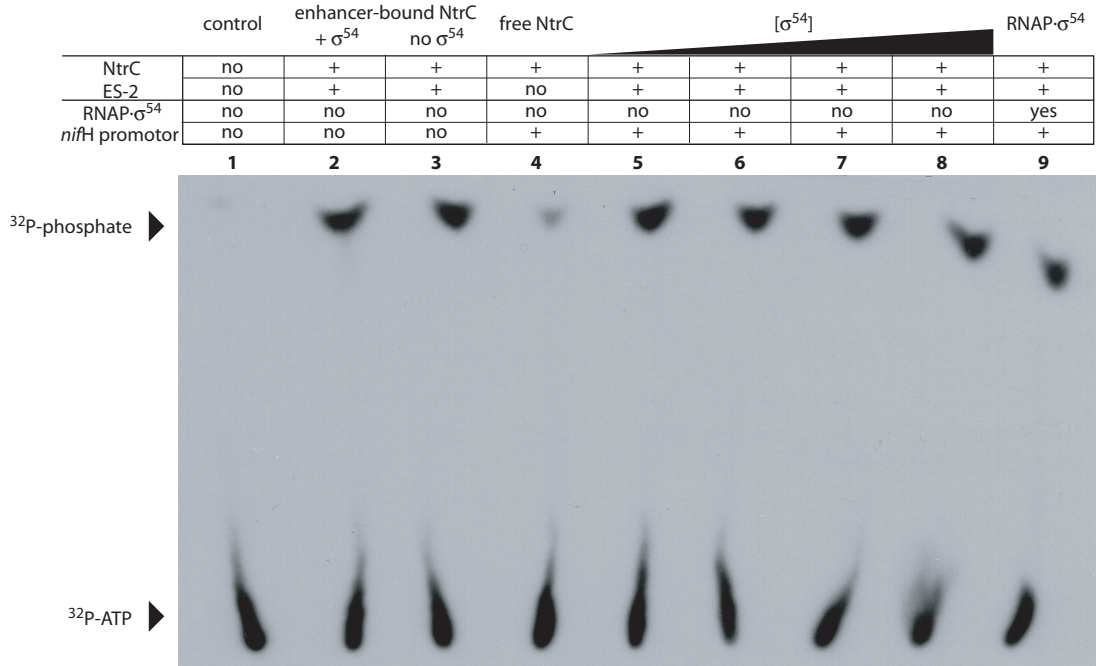 control enhancer-bound NtrC free NtrC [σ⁵⁴] RNAP·σ⁵⁴
+ σ⁵⁴ no σ⁵⁴
NtrC no + + + + + + + +
ES-2 no + + no + + + + +
RNAP·σ⁵⁴ no no no no no no no no yes
nifH promotor no no no + + + + + +
1 2 3 4 5 6 7 8 9
³²P-phosphate
³²P-ATP